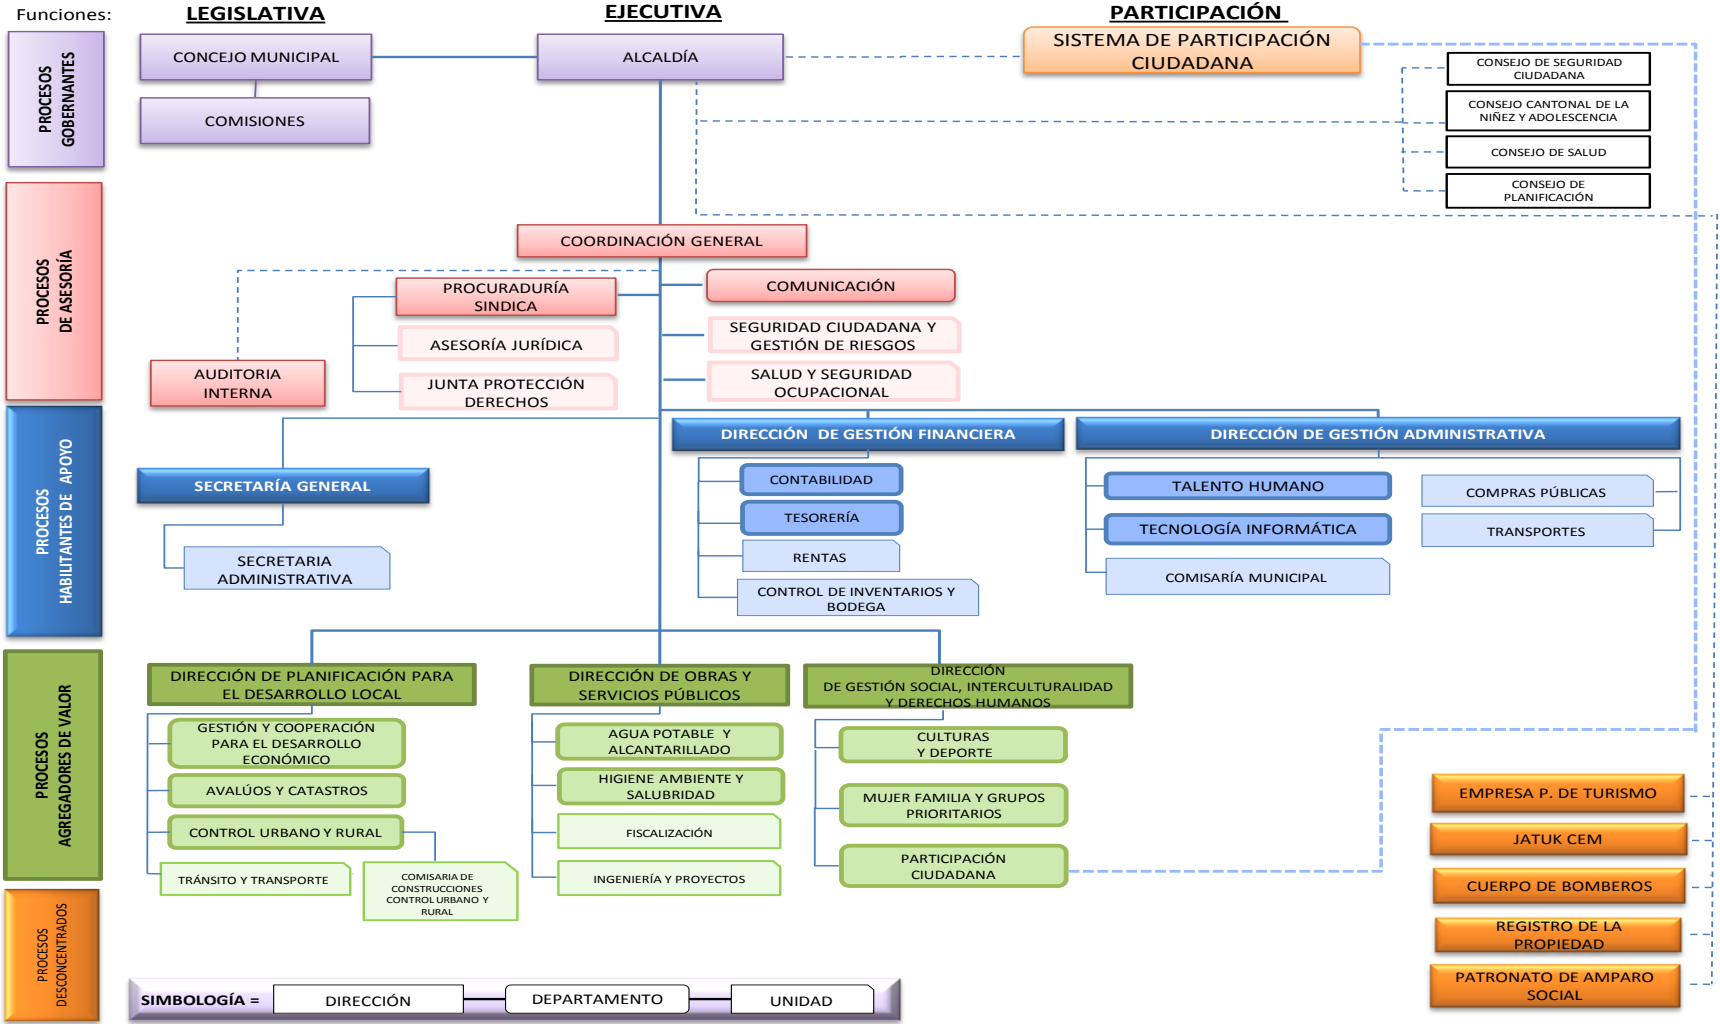 Funciones:
LEGISLATIVA
EJECUTIVA
PARTICIPACIÓN
PROCESOS
GOBERNANTES
CONCEJO MUNICIPAL
ALCALDÍA
SISTEMA DE PARTICIPACIÓN
CIUDADANA
COMISIONES
CONSEJO DE SEGURIDAD
CIUDADANA
CONSEJO CANTONAL DE LA
NIÑEZ Y ADOLESCENCIA
CONSEJO DE SALUD
CONSEJO DE
PLANIFICACIÓN
PROCESOS
DE ASESORÍA
COORDINACIÓN GENERAL
PROCURADURÍA
SINDICA
COMUNICACIÓN
ASESORÍA JURÍDICA
SEGURIDAD CIUDADANA Y
GESTIÓN DE RIESGOS
AUDITORIA
INTERNA
JUNTA PROTECCIÓN
DERECHOS
SALUD Y SEGURIDAD
OCUPACIONAL
PROCESOS
HABILITANTES DE APOYO
DIRECCIÓN DE GESTIÓN FINANCIERA
DIRECCIÓN DE GESTIÓN ADMINISTRATIVA
SECRETARÍA GENERAL
SECRETARIA
ADMINISTRATIVA
CONTABILIDAD
TESORERÍA
RENTAS
CONTROL DE INVENTARIOS Y
BODEGA
TALENTO HUMANO
TECNOLOGÍA INFORMÁTICA
COMISARÍA MUNICIPAL
COMPRAS PÚBLICAS
TRANSPORTES
PROCESOS
AGREGADORES DE VALOR
DIRECCIÓN DE PLANIFICACIÓN PARA
EL DESARROLLO LOCAL
DIRECCIÓN DE OBRAS Y
SERVICIOS PÚBLICOS
DIRECCIÓN
DE GESTIÓN SOCIAL, INTERCULTURALIDAD
Y DERECHOS HUMANOS
GESTIÓN Y COOPERACIÓN
PARA EL DESARROLLO
ECONÓMICO
AVALÚOS Y CATASTROS
CONTROL URBANO Y RURAL
TRÁNSITO Y TRANSPORTE
COMISARIA DE
CONSTRUCCIONES
CONTROL URBANO Y
RURAL
AGUA POTABLE Y
ALCANTARILLADO
HIGIENE AMBIENTE Y
SALUBRIDAD
FISCALIZACIÓN
INGENIERÍA Y PROYECTOS
CULTURAS
Y DEPORTE
MUJER FAMILIA Y GRUPOS
PRIORITARIOS
PARTICIPACIÓN
CIUDADANA
PROCESOS
DESCONCENTRADOS
EMPRESA P. DE TURISMO
JATUK CEM
CUERPO DE BOMBEROS
REGISTRO DE LA
PROPIEDAD
PATRONATO DE AMPARO
SOCIAL
SIMBOLOGÍA =
DIRECCIÓN
DEPARTAMENTO
UNIDAD